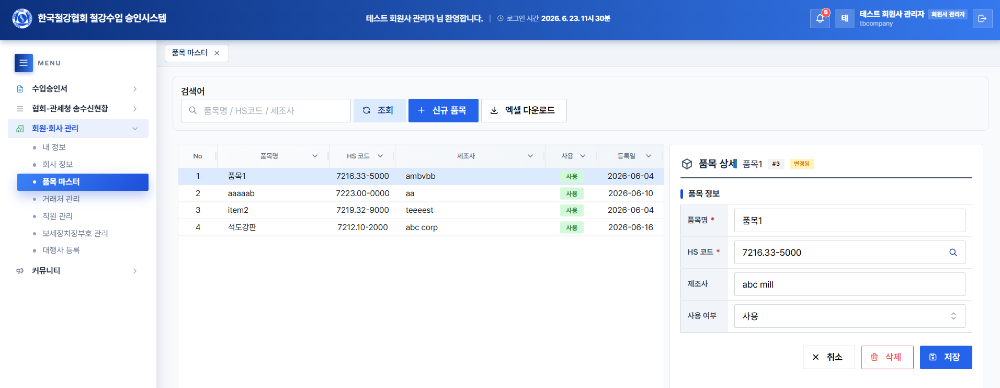 한국철강협회 철강수입 승인시스템
테스트 회원사 관리자 님 환영합니다. | 로그인 시간 2026. 6. 23. 11시 30분
5
테
테스트 회원사 관리자 회원사 관리자
tbcompany
MENU
수입승인서
협회-관세청 송수신현황
회원·회사 관리
내 정보
회사 정보
품목 마스터
거래처 관리
직원 관리
보세장치장부호 관리
대행사 등록
커뮤니티
품목 마스터
검색어
품목명 / HS코드 / 제조사
조회
신규 품목
엑셀 다운로드
No 품목명 HS 코드 제조사 사용 등록일
1 품목1 7216.33-5000 ambvbb 사용 2026-06-04
2 aaaaab 7223.00-0000 aa 사용 2026-06-10
3 item2 7219.32-9000 teeeest 사용 2026-06-04
4 석도강판 7212.10-2000 abc corp 사용 2026-06-16
품목 상세 품목1 #3 변경됨
품목 정보
품목명 * 품목1
HS 코드 * 7216.33-5000
제조사 abc mill
사용 여부 사용
취소
삭제
저장